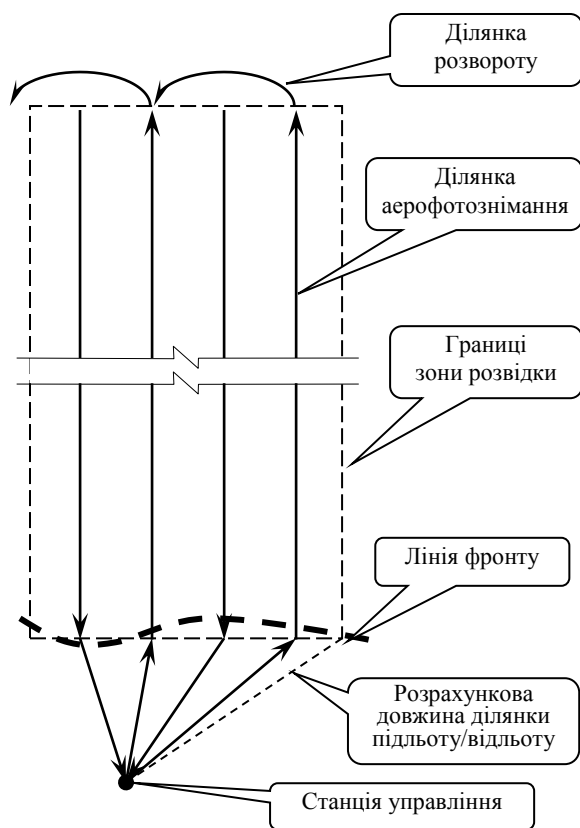 Ділянка
розвороту
Ділянка
аерофотознімання
Границі
зони розвідки
Лінія фронту
Розрахункова
довжина ділянки
підльоту/відльоту
Станція управління